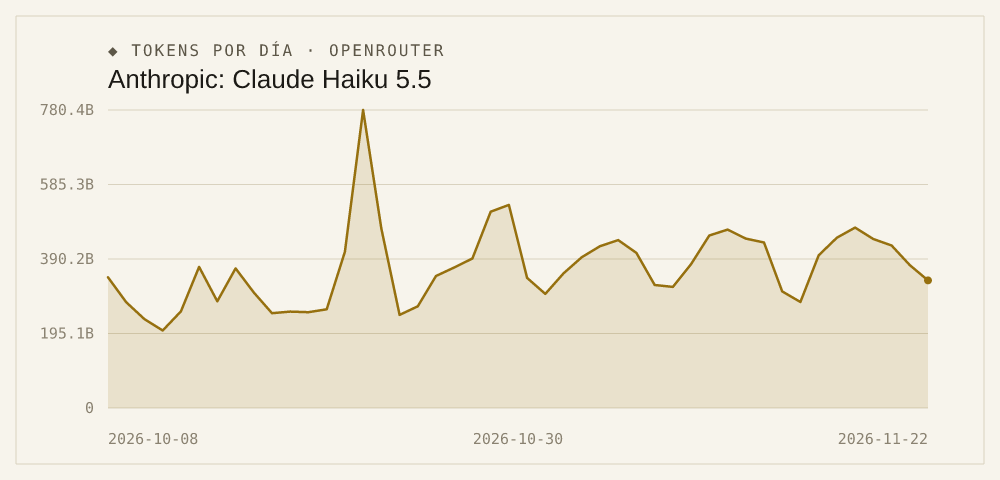 ◆ TOKENS POR DÍA · OPENROUTER
Anthropic: Claude Haiku 5.5
780.4B
585.3B
390.2B
195.1B
0
2026-10-08
2026-10-30
2026-11-22